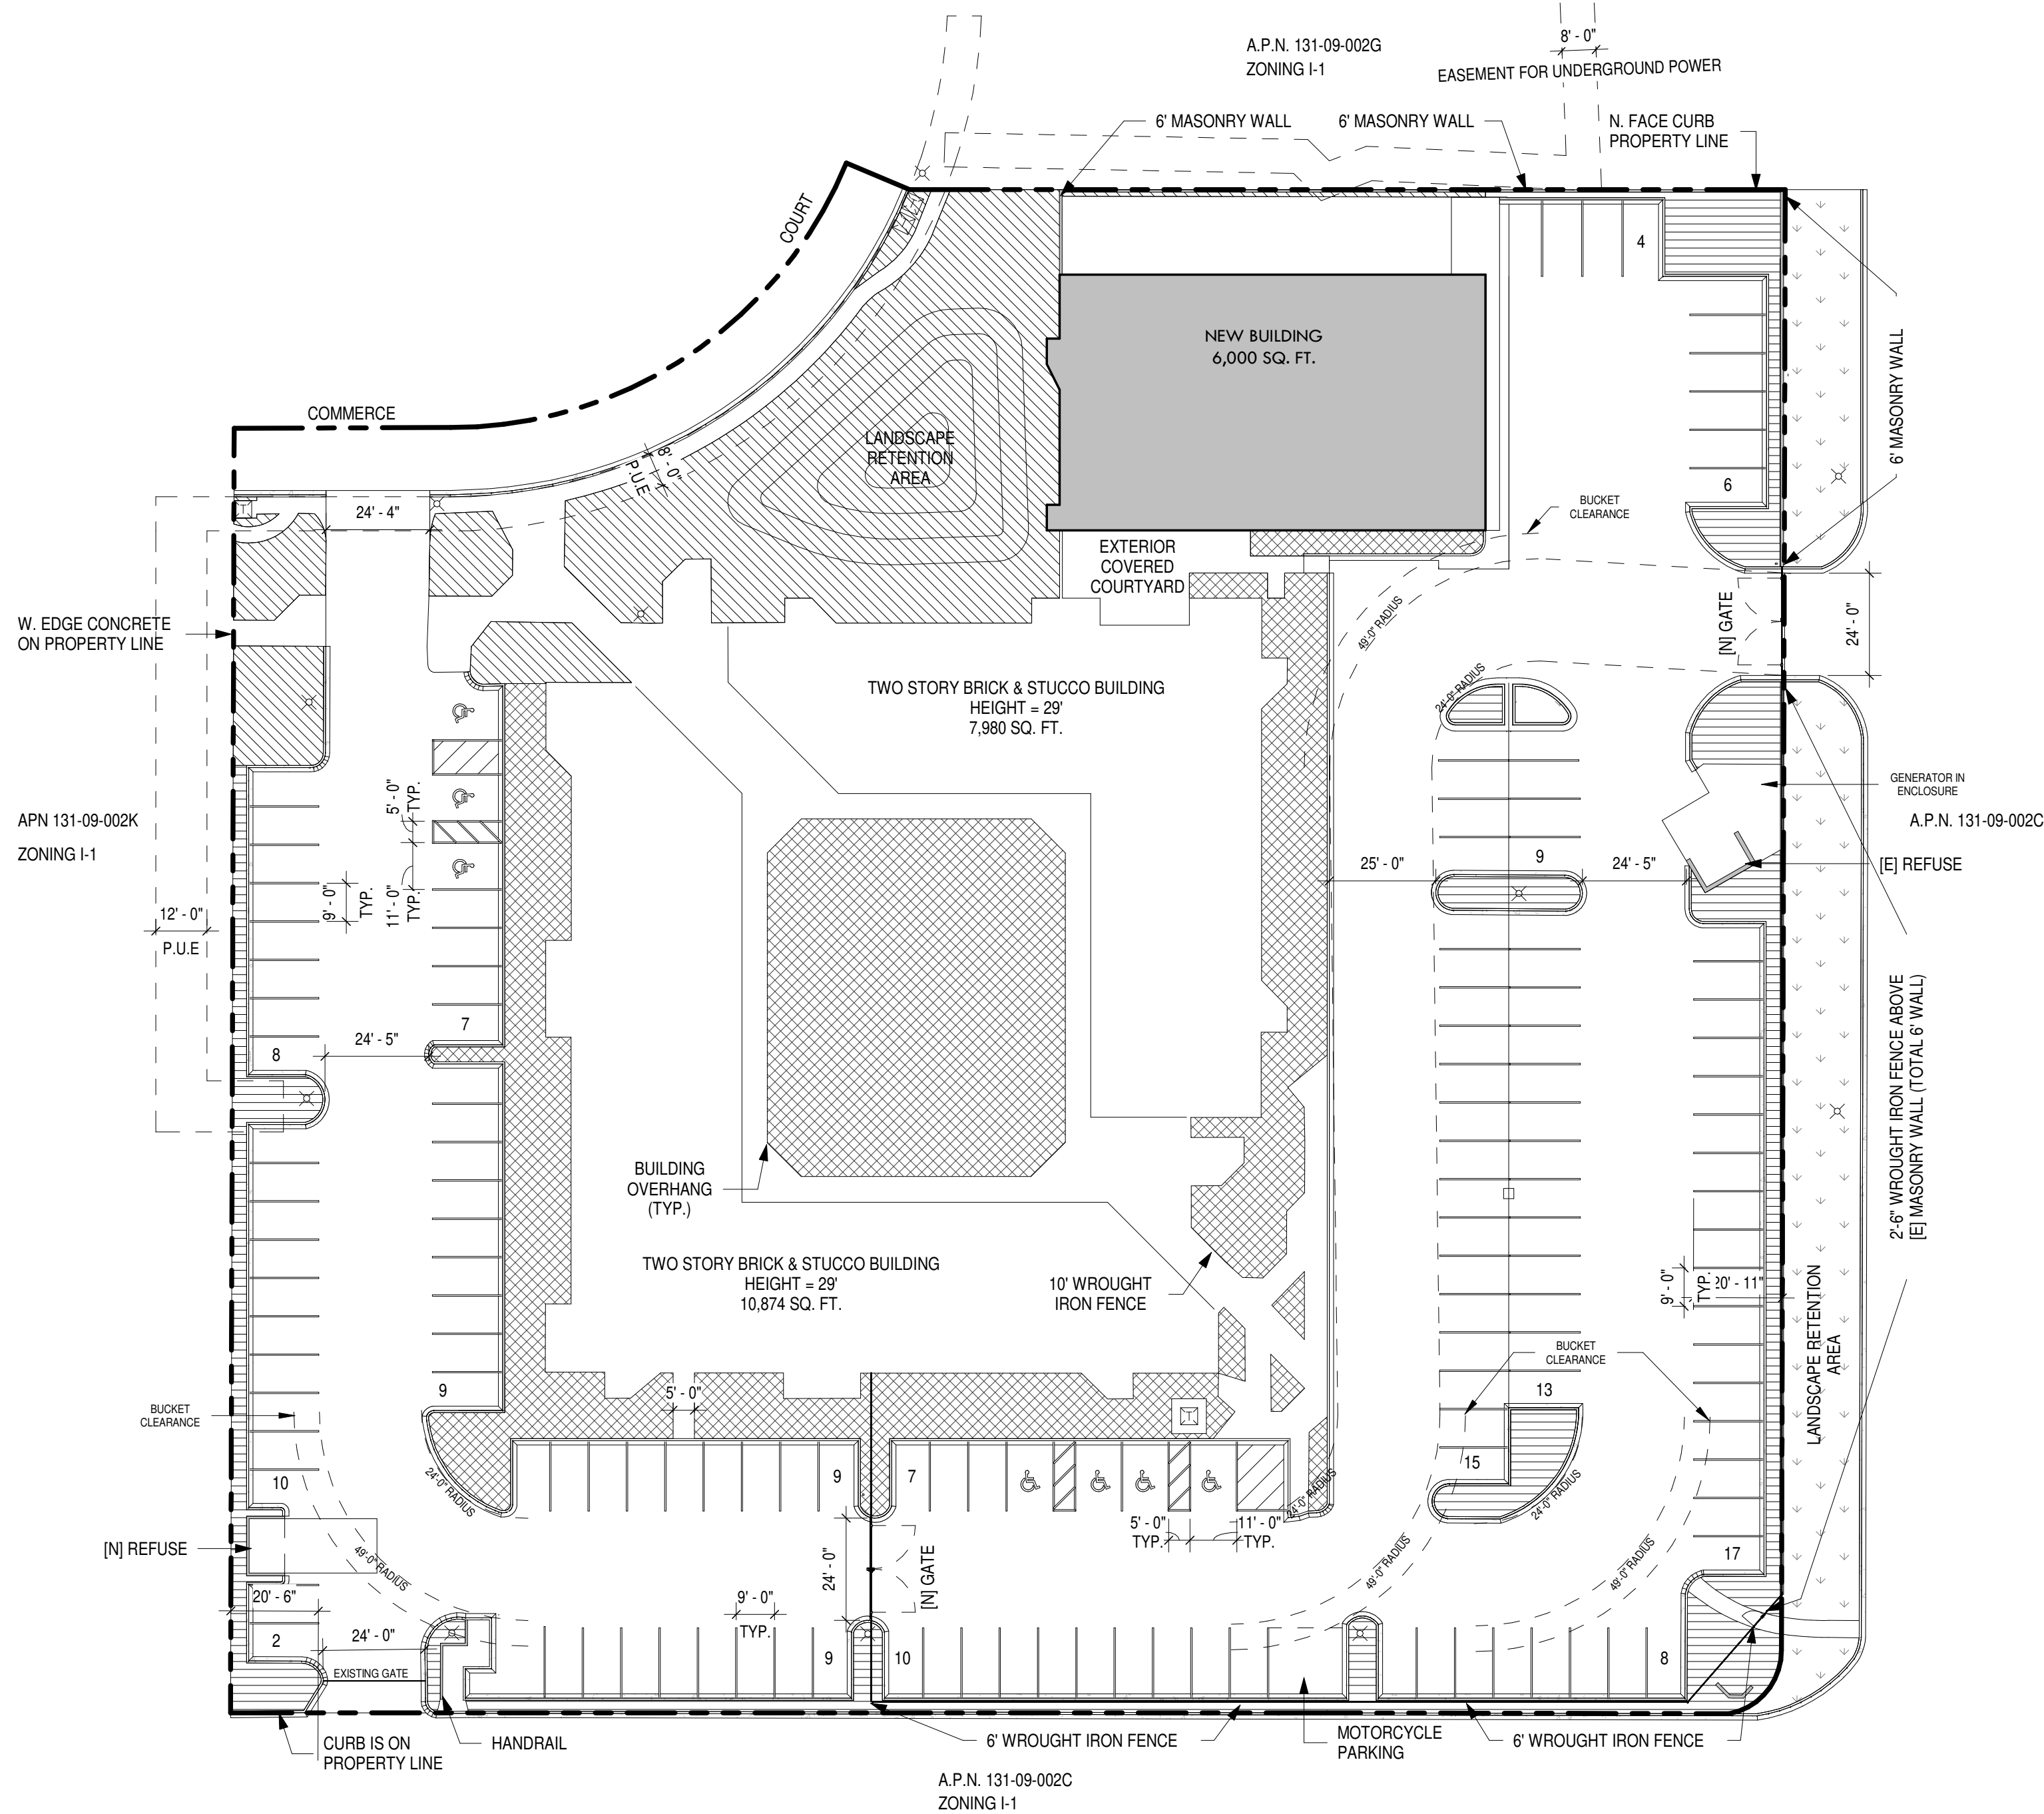 A.P.N. 131-09-002G
ZONING I-1
8' - 0"
EASEMENT FOR UNDERGROUND POWER
6' MASONRY WALL
6' MASONRY WALL
N. FACE CURB
PROPERTY LINE
COURT
COMMERCE
4
NEW BUILDING
6,000 SQ. FT.
6' MASONRY WALL
LANDSCAPE
RETENTION
AREA
8' - 0"
P.U.E
6
BUCKET
CLEARANCE
24' - 4"
T
EXTERIOR
COVERED
COURTYARD
W. EDGE CONCRETE
ON PROPERTY LINE
49'-0" RADIUS
[N] GATE
24' - 0"
TWO STORY BRICK & STUCCO BUILDING
HEIGHT = 29'
7,980 SQ. FT.
24'-0" RADIUS
GENERATOR IN
ENCLOSURE
APN 131-09-002K
ZONING I-1
A.P.N. 131-09-002C
5' - 0"
TYP.
11' - 0"
TYP.
9' - 0"
TYP.
25' - 0"
9
24' - 5"
[E] REFUSE
12' - 0"
P.U.E
7
8
24' - 5"
2'-6" WROUGHT IRON FENCE ABOVE
[E] MASONRY WALL (TOTAL 6' WALL)
BUILDING
OVERHANG
(TYP.)
TWO STORY BRICK & STUCCO BUILDING
HEIGHT = 29'
10,874 SQ. FT.
10' WROUGHT
IRON FENCE
9' - 0"
TYP.
20' - 11"
LANDSCAPE RETENTION
AREA
BUCKET
CLEARANCE
13
9
5' - 0"
T
BUCKET
CLEARANCE
10
24'-0" RADIUS
9
7
15
24'-0" RADIUS
24'-0" RADIUS
5' - 0"
TYP.
11' - 0"
TYP.
17
[N] REFUSE
49'-0" RADIUS
24' - 0"
[N] GATE
49'-0" RADIUS
49'-0" RADIUS
20' - 6"
9' - 0"
TYP.
2
24' - 0"
EXISTING GATE
9
10
8
CURB IS ON
PROPERTY LINE
HANDRAIL
6' WROUGHT IRON FENCE
MOTORCYCLE
PARKING
6' WROUGHT IRON FENCE
A.P.N. 131-09-002C
ZONING I-1